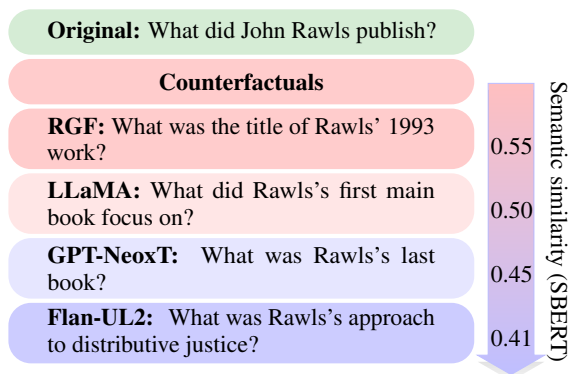 Original: What did John Rawls publish?
Counterfactuals
RGF: What was the title of Rawls' 1993
work?
LLaMA: What did Rawls's first main
book focus on?
GPT-NeoxT: What was Rawls's last
book?
Flan-UL2: What was Rawls's approach
to distributive justice?
0.55
0.50
0.45
0.41
Semantic similarity (SBERT)